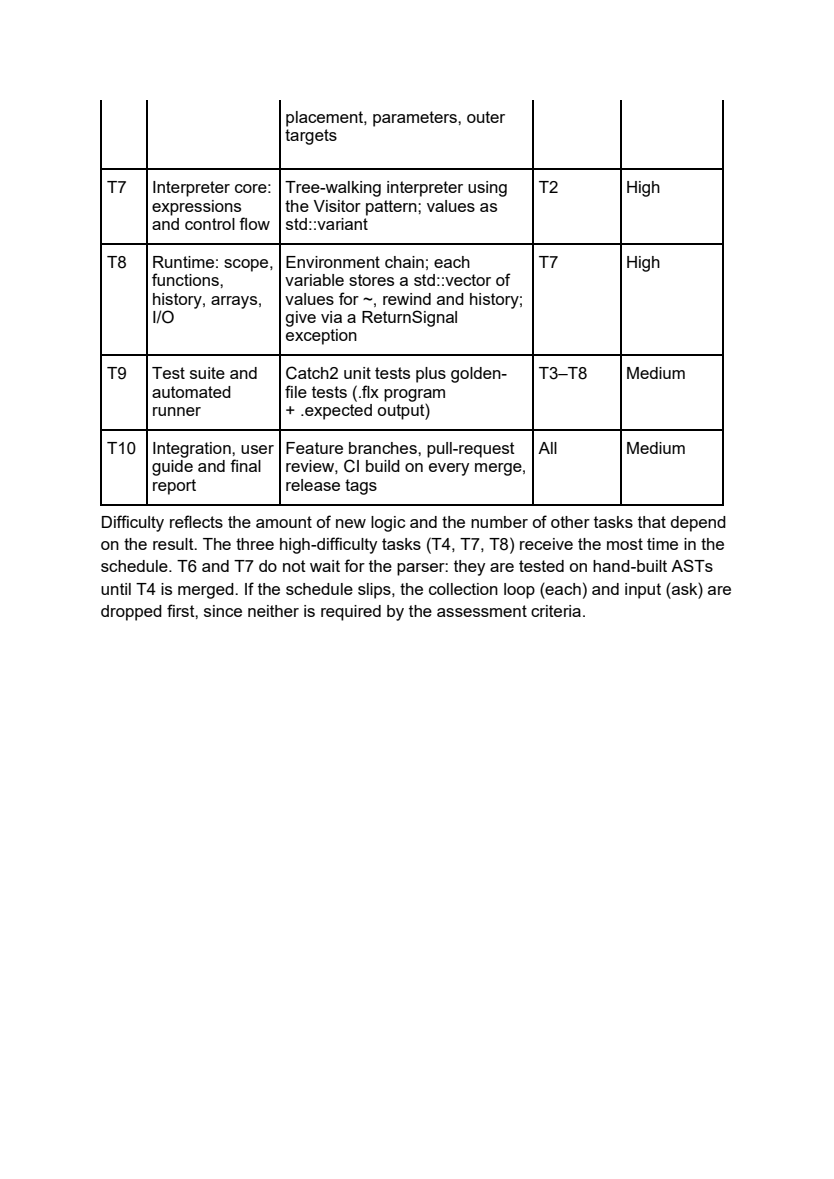 placement, parameters, outer
targets
T7
Interpreter core:
expressions
and control flow
Tree-walking interpreter using
the Visitor pattern; values as
std::variant
T2
High
T8
Runtime: scope,
functions,
history, arrays,
I/O
Environment chain; each
variable stores a std::vector of
values for ~, rewind and history;
give via a ReturnSignal
exception
T7
High
T9
Test suite and
automated
runner
Catch2 unit tests plus golden-
file tests (.flx program
+ .expected output)
T3–T8
Medium
T10
Integration, user
guide and final
report
Feature branches, pull-request
review, CI build on every merge,
release tags
All
Medium
Difficulty reflects the amount of new logic and the number of other tasks that depend
on the result. The three high-difficulty tasks (T4, T7, T8) receive the most time in the
schedule. T6 and T7 do not wait for the parser: they are tested on hand-built ASTs
until T4 is merged. If the schedule slips, the collection loop (each) and input (ask) are
dropped first, since neither is required by the assessment criteria.